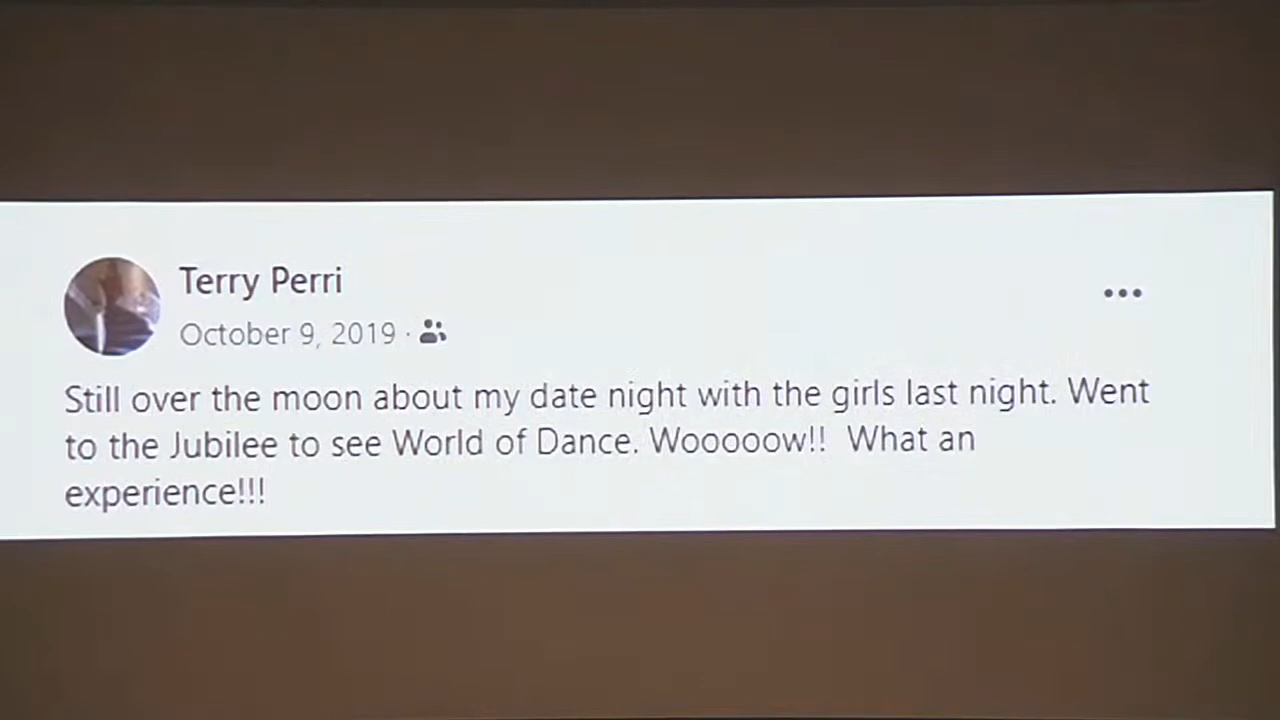 Terry Perri
October 9, 2019 ·
Still over the moon about my date night with the girls last night. Went
to the Jubilee to see World of Dance. Wooooow!!  What an
experience!!!